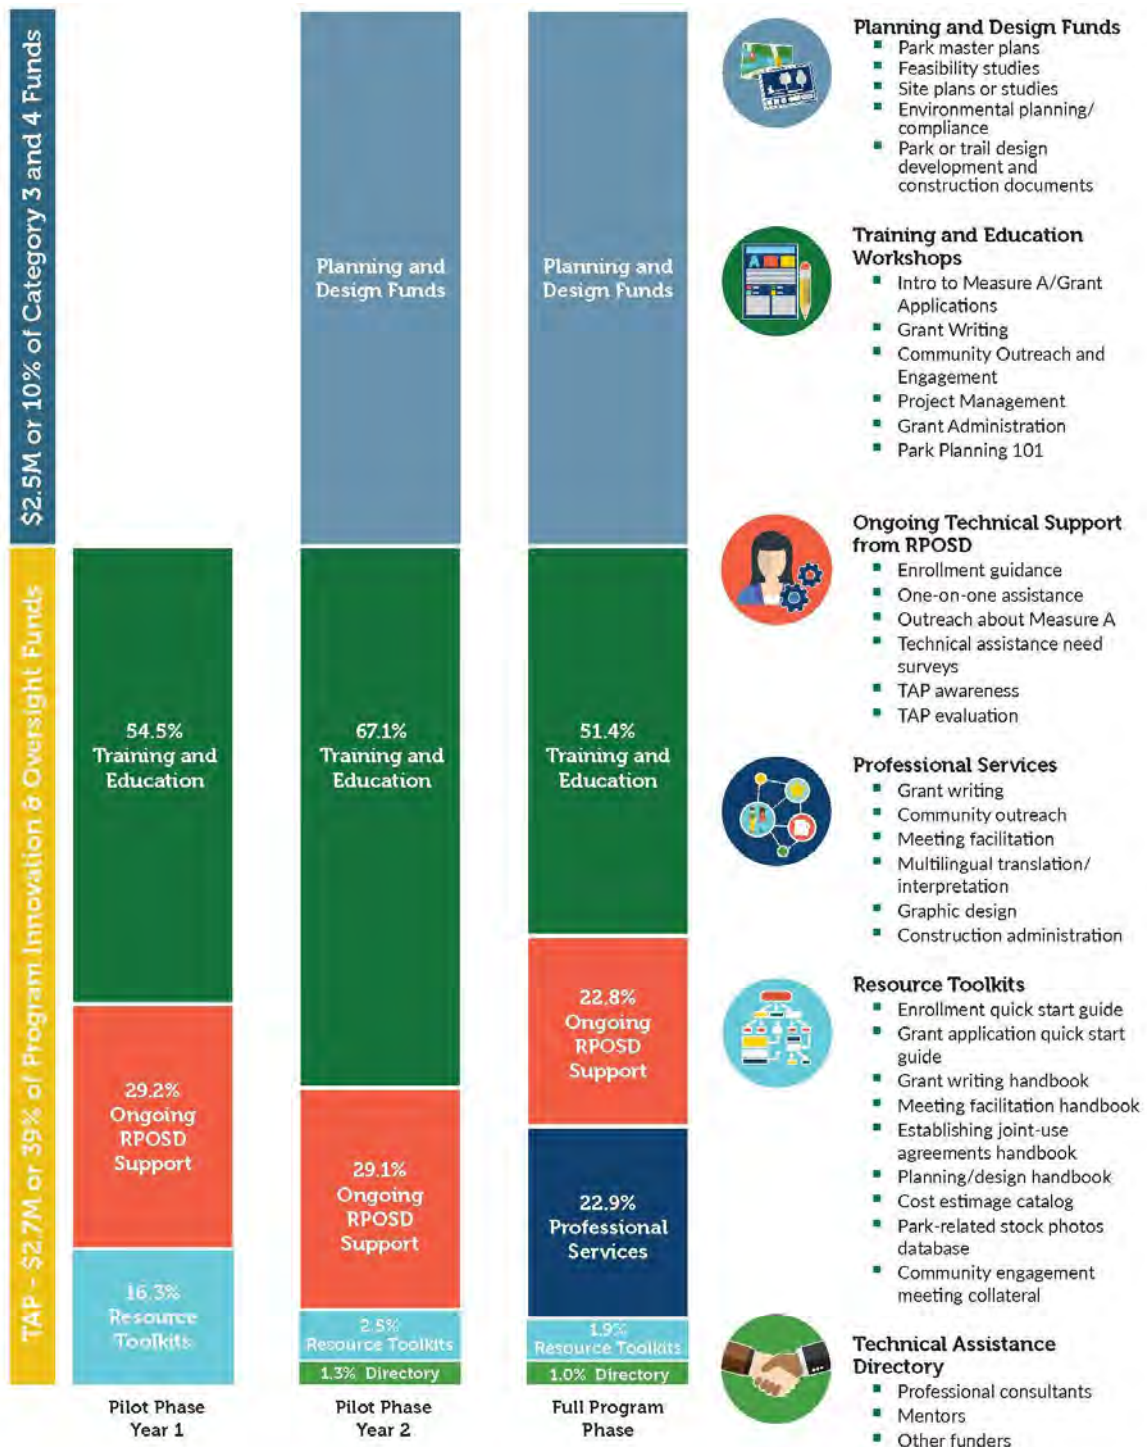 $2.5M or 10% of Category 3 and 4 Funds
TAP - $2.7M or 39% of Program Innovation & Oversight Funds
54.5%
Training and
Education
29.2%
Ongoing
RPOSD
Support
16.3%
Resource
Toolkits
Pilot Phase
Year 1
Planning and
Design Funds
67.1%
Training and
Education
29.1%
Ongoing
RPOSD
Support
2.5%
Resource Toolkits
1.3% Directory
Pilot Phase
Year 2
Planning and
Design Funds
51.4%
Training and
Education
22.8%
Ongoing
RPOSD
Support
22.9%
Professional
Services
1.9%
Resource Toolkits
1.0% Directory
Full Program
Phase
Planning and Design Funds
Park master plans
Feasibility studies
Site plans or studies
Environmental planning/
compliance
Park or trail design
development and
construction documents
Training and Education
Workshops
Intro to Measure A/Grant
Applications
Grant Writing
Community Outreach and
Engagement
Project Management
Grant Administration
Park Planning 101
Ongoing Technical Support
from RPOSD
Enrollment guidance
One-on-one assistance
Outreach about Measure A
Technical assistance need
surveys
TAP awareness
TAP evaluation
Professional Services
Grant writing
Community outreach
Meeting facilitation
Multilingual translation/
interpretation
Graphic design
Construction administration
Resource Toolkits
Enrollment quick start guide
Grant application quick start
guide
Grant writing handbook
Meeting facilitation handbook
Establishing joint-use
agreements handbook
Planning/design handbook
Cost estimage catalog
Park-related stock photos
database
Community engagement
meeting collateral
Technical Assistance
Directory
Professional consultants
Mentors
Other funders